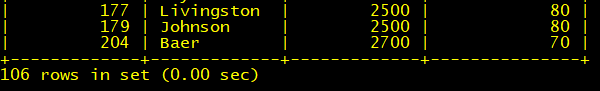 |         177 | Livingston  |        2500 |            80 |
|         179 | Johnson     |        2500 |            80 |
|         204 | Baer        |        2700 |            70 |
+-------------+-------------+-------------+---------------+
106 rows in set (0.00 sec)